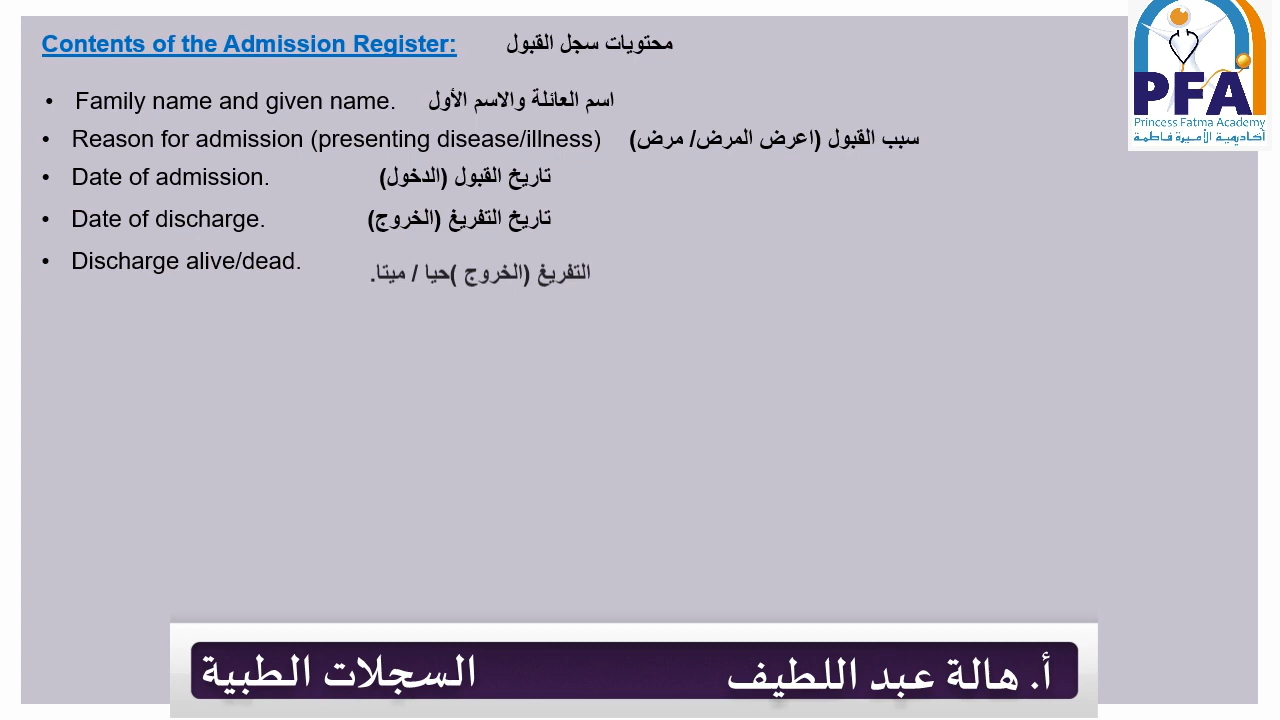 Contents of the Admission Register: محتويات سجل القبول
• Family name and given name. اسم العائلة والاسم الأول
• Reason for admission (presenting disease/illness) سبب القبول (اعرض المرض/ مرض)
• Date of admission. تاريخ القبول (الدخول)
• Date of discharge. تاريخ التفريغ (الخروج)
• Discharge alive/dead. التفريغ (الخروج )حيا / ميتا.
PFA
Princess Fatma Academy
أكاديمية الأميرة فاطمة
أ. هالة عبد اللطيف السجلات الطبية